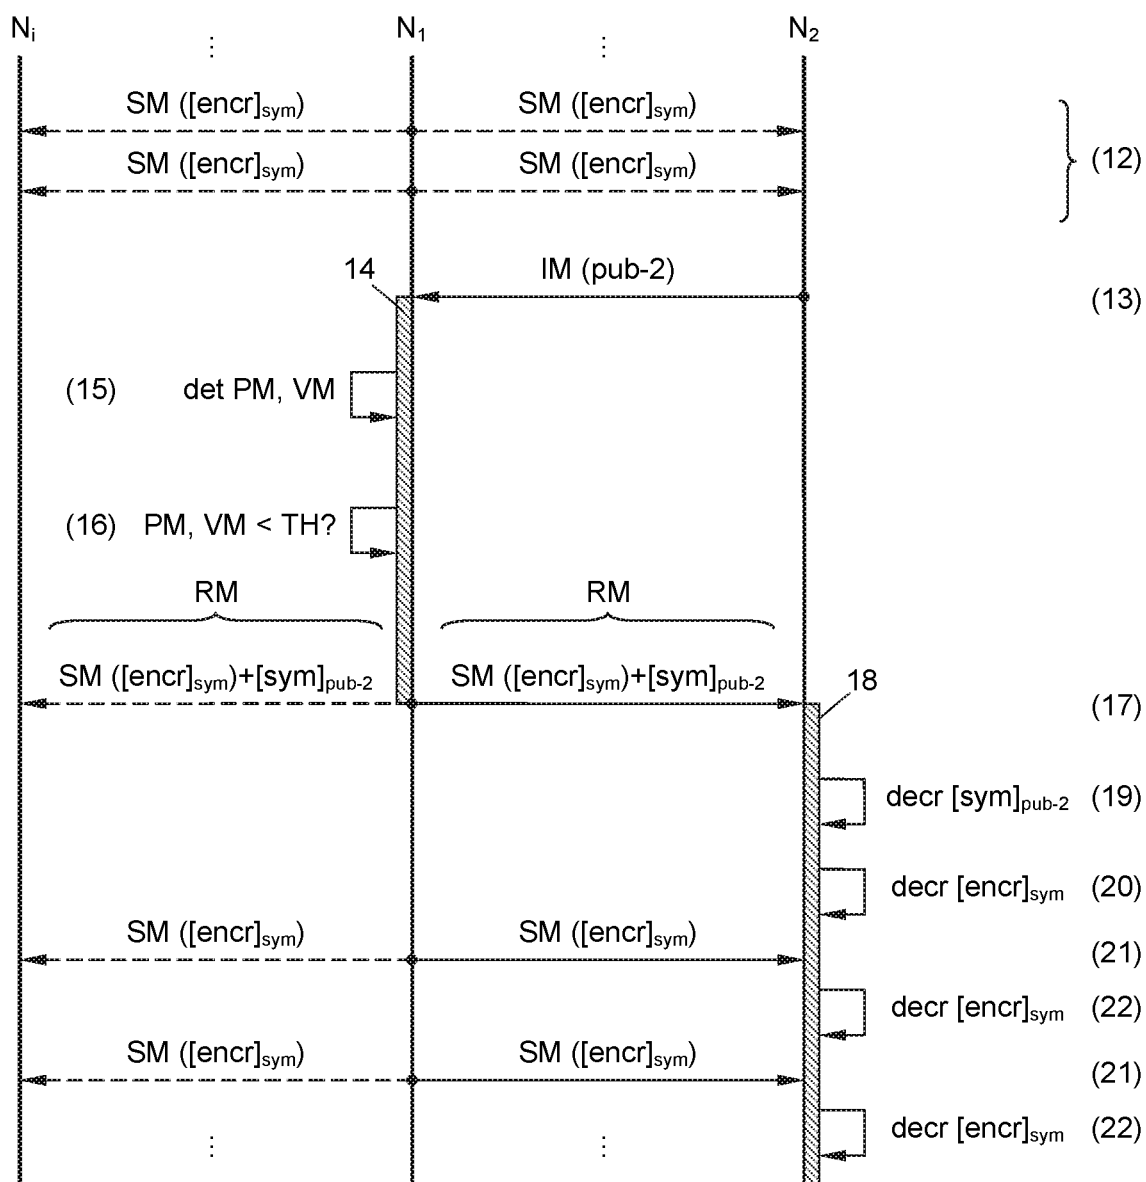 Nᵢ ⋮ N₁ ⋮ N₂
SM ([encr]sym) SM ([encr]sym)
SM ([encr]sym) SM ([encr]sym) (12)
14 IM (pub-2) (13)
(15) det PM, VM
(16) PM, VM < TH?
RM RM
SM ([encr]sym)+[sym]pub-2 SM ([encr]sym)+[sym]pub-2 18 (17)
decr [sym]pub-2 (19)
decr [encr]sym (20)
SM ([encr]sym) SM ([encr]sym) (21)
decr [encr]sym (22)
SM ([encr]sym) SM ([encr]sym) (21)
⋮ ⋮ decr [encr]sym (22)